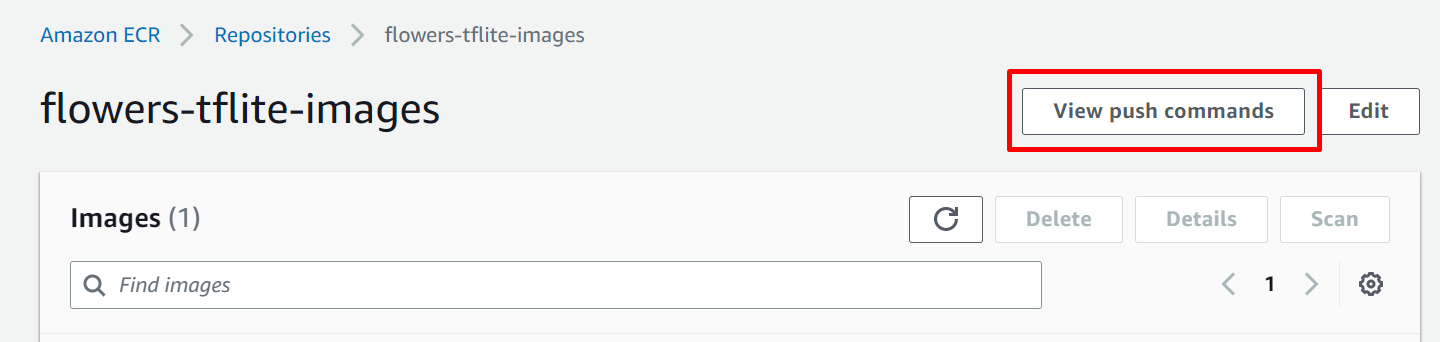 Amazon ECR Repositories flowers-tflite-images
flowers-tflite-images
View push commands Edit
Images (1)
Delete Details Scan
Find images
1